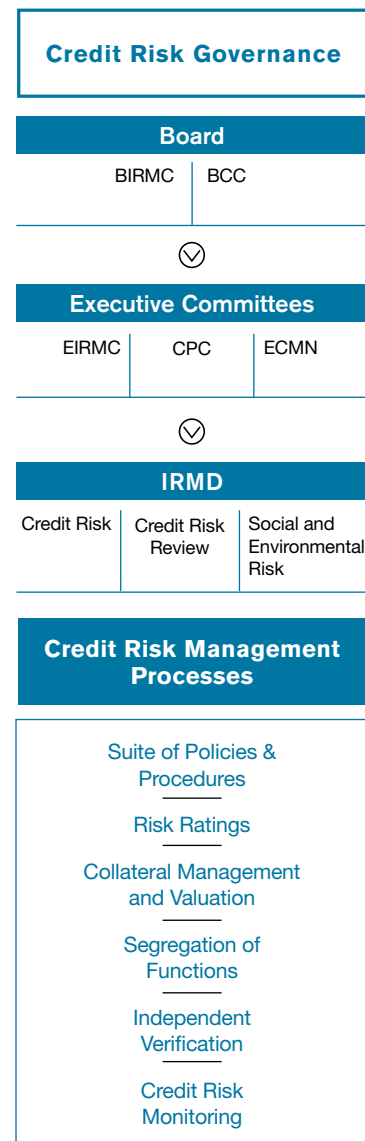 Credit Risk Governance
Board
BIRMC
BCC
Executive Committees
EIRMC
CPC
ECMN
IRMD
Credit Risk
Credit Risk
Review
Social and
Environmental
Risk
Credit Risk Management
Processes
Suite of Policies &
Procedures
Risk Ratings
Collateral Management
and Valuation
Segregation of
Functions
Independent
Verification
Credit Risk
Monitoring